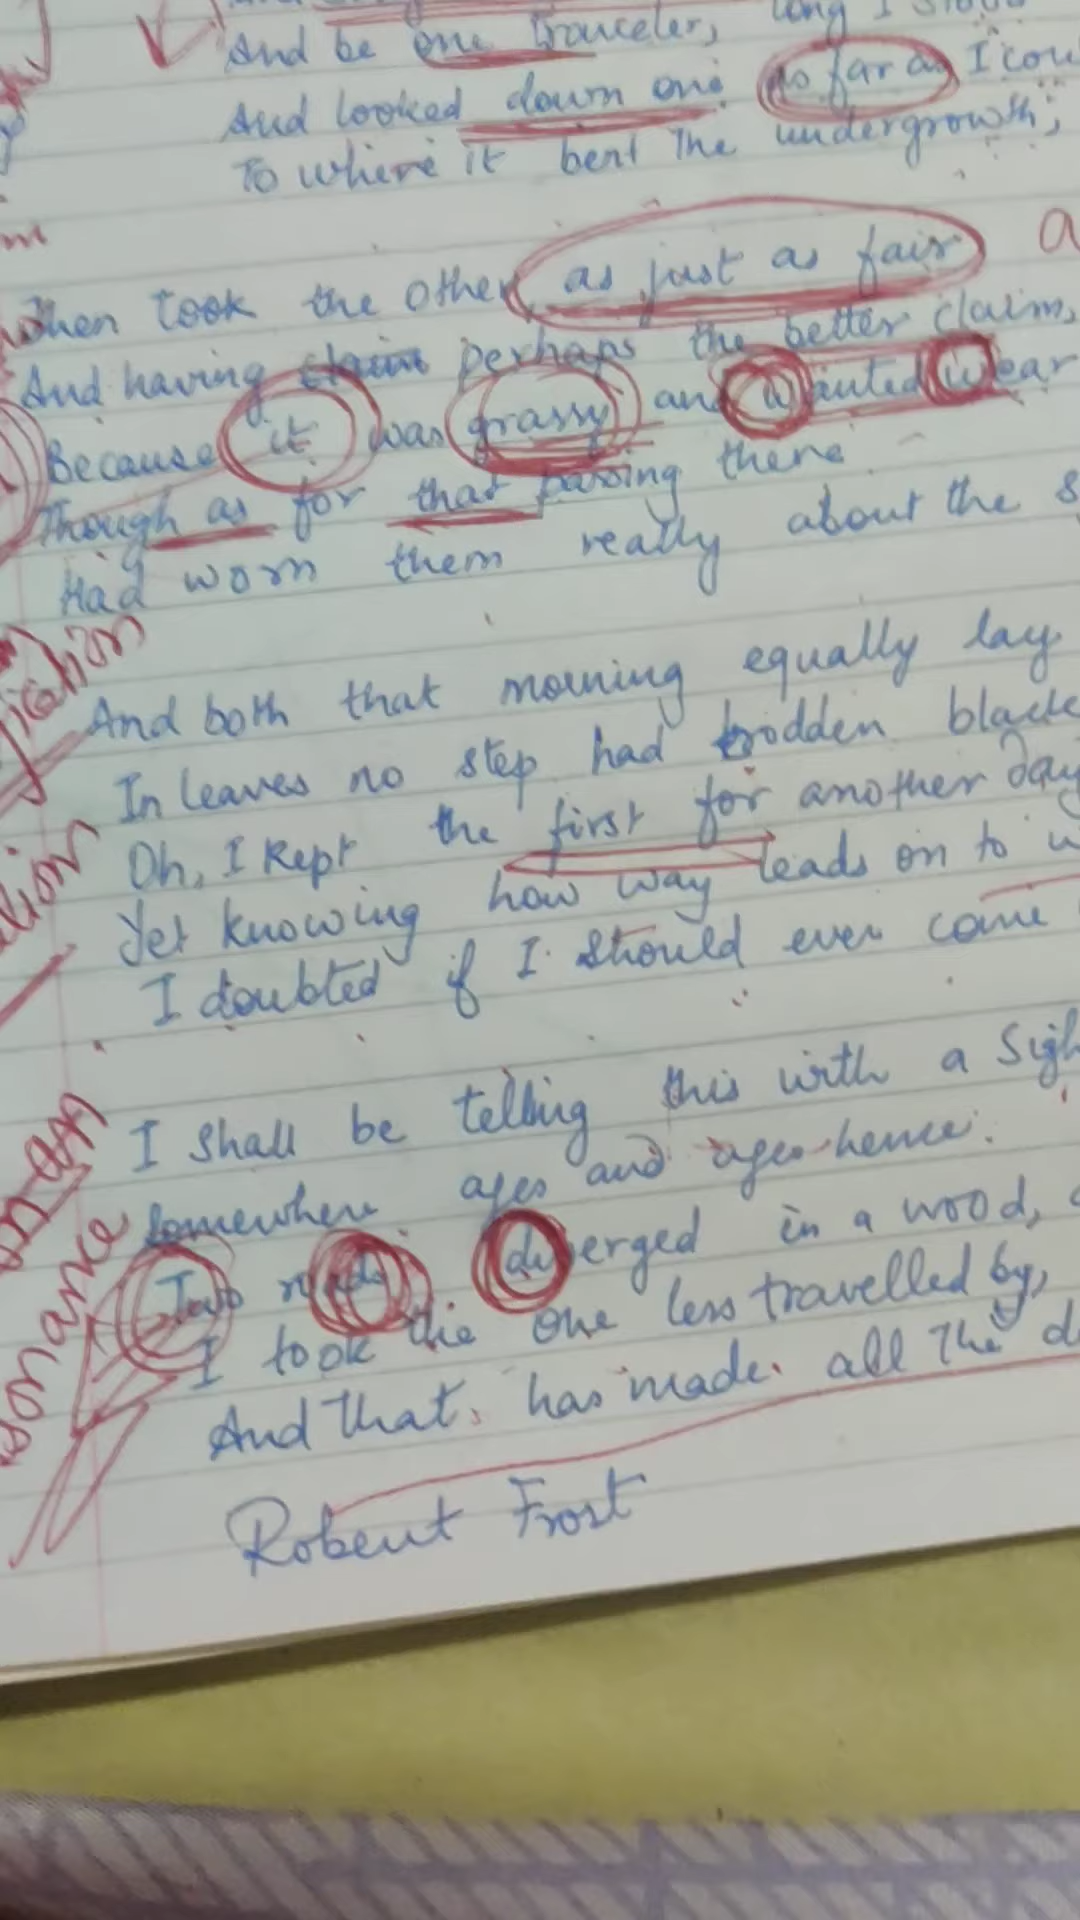 And be one traveler, long I stood
And looked down one as far as I cou
To where it bent the undergrowth;
Then took the other as just as fair
And having perhaps the better claim,
Because it was grassy and wanted wear
Though as for that passing there
Had worn them really about the s
And both that morning equally lay
In leaves no step had trodden black
Oh, I kept the first for another day
Yet knowing how way leads on to w
I doubted if I should ever come
I shall be telling this with a sigh
Somewhere ages and ages hence.
Two roads diverged in a wood,
I took the one less travelled by,
And that has made all the d
Robert Frost